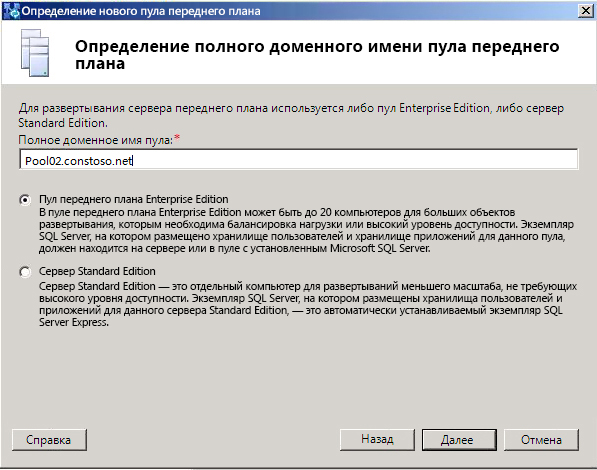 Определение нового пула переднего плана
Определение полного доменного имени пула переднего
плана
Для развертывания сервера переднего плана используется либо пул Enterprise Edition, либо сервер
Standard Edition.
Полное доменное имя пула:*
Pool02.constoso.net
Пул переднего плана Enterprise Edition
В пуле переднего плана Enterprise Edition может быть до 20 компьютеров для больших объектов
развертывания, которым необходима балансировка нагрузки или высокий уровень доступности. Экземпляр
SQL Server, на котором размещено хранилище пользователей и хранилище приложений для данного пула,
должен находится на сервере или в пуле с установленным Microsoft SQL Server.
Сервер Standard Edition
Сервер Standard Edition — это отдельный компьютер для развертываний меньшего масштаба, не требующих
высокого уровня доступности. Экземпляр SQL Server, на котором размещены хранилища пользователей и
приложений для данного сервера Standard Edition, — это автоматически устанавливаемый экземпляр SQL
Server Express.
Справка
Назад
Далее
Отмена